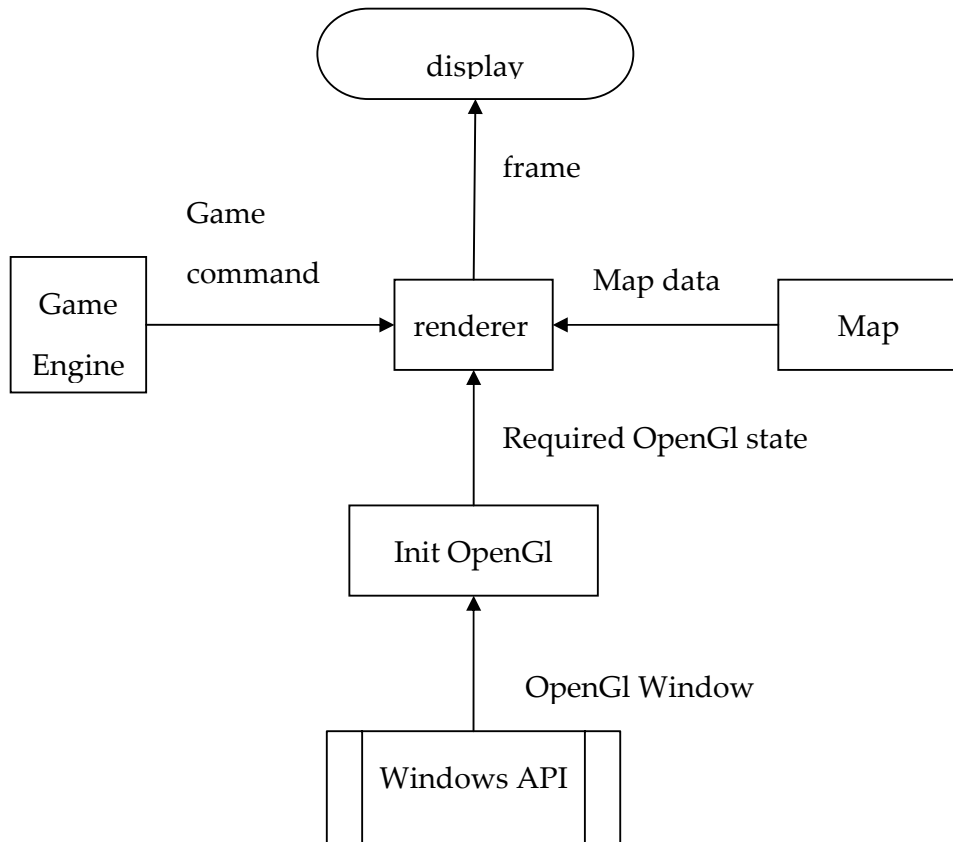 display
frame
Game
command
Game
Engine
renderer
Map data
Map
Required OpenGl state
Init OpenGl
OpenGl Window
Windows API